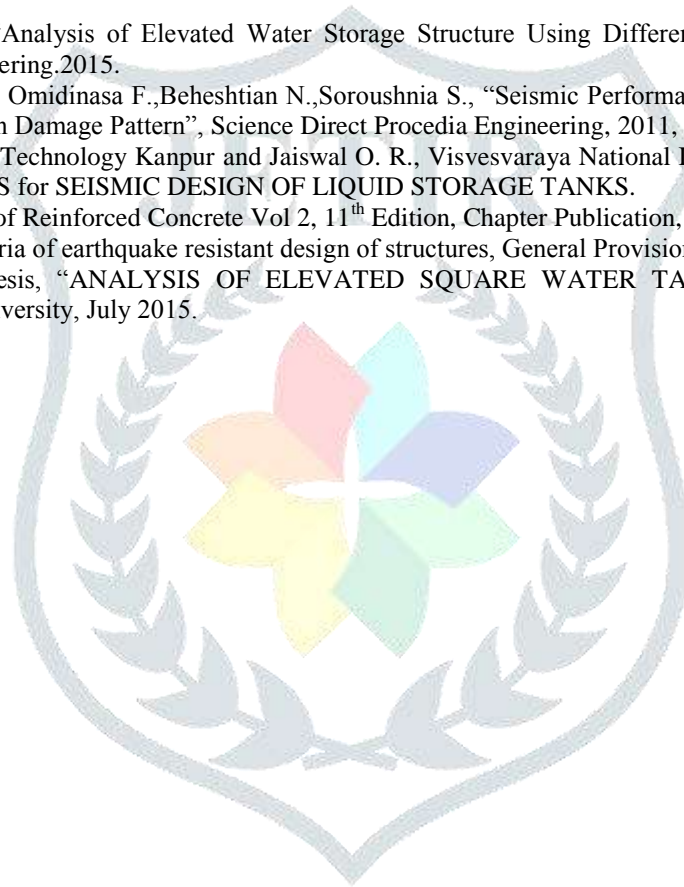 Analysis of Elevated Water Storage Structure Using Differen
ering.2015.
Omidinasa F.,Beheshtian N.,Soroushnia S., “Seismic Performa
n Damage Pattern”, Science Direct Procedia Engineering, 2011,
Technology Kanpur and Jaiswal O. R., Visvesvaraya National I
S for SEISMIC DESIGN OF LIQUID STORAGE TANKS.
of Reinforced Concrete Vol 2, 11th Edition, Chapter Publication,
ria of earthquake resistant design of structures, General Provision
esis, “ANALYSIS OF ELEVATED SQUARE WATER TA
iversity, July 2015.
JETIR